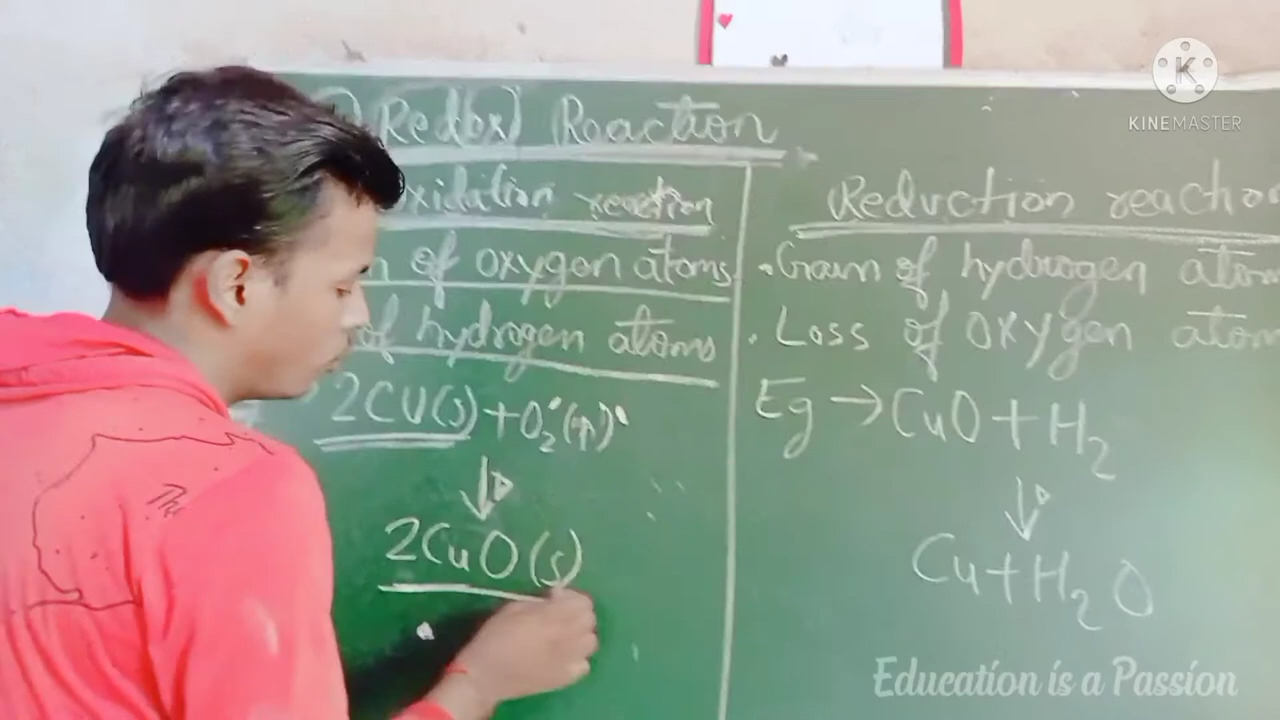 Redox) Reaction
xidation reaction
n of oxygen atoms
of hydrogen atoms
2Cu(s)+O₂(g)
2CuO(s)
Reduction reactio
• Gain of hydrogen atom
• Loss of oxygen atom
Eg → CuO+H₂
Cu+H₂O
K
KINEMASTER
Education is a Passion